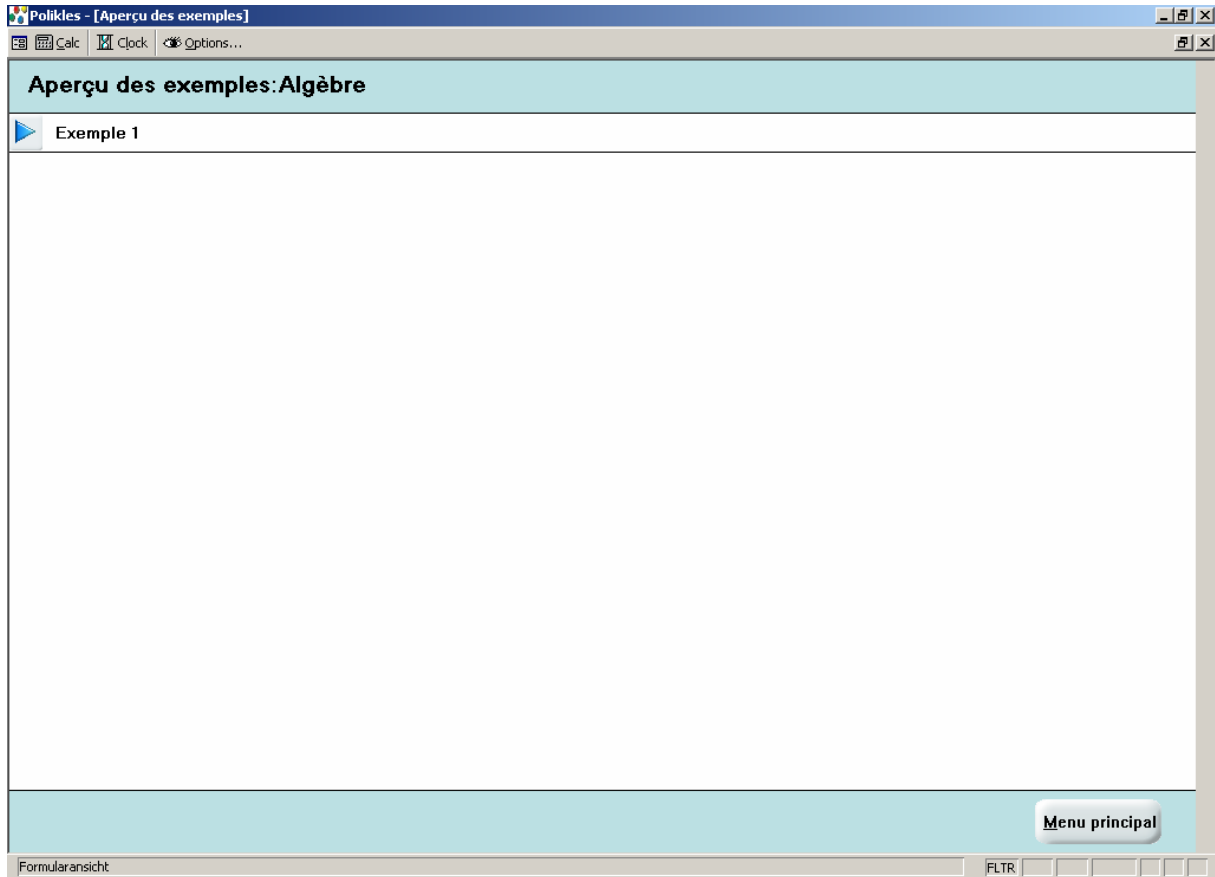 Polikles - [Aperçu des exemples]
Calc Clock Options...
Aperçu des exemples:Algèbre
Exemple 1
Menu principal
Formularansicht FLTR